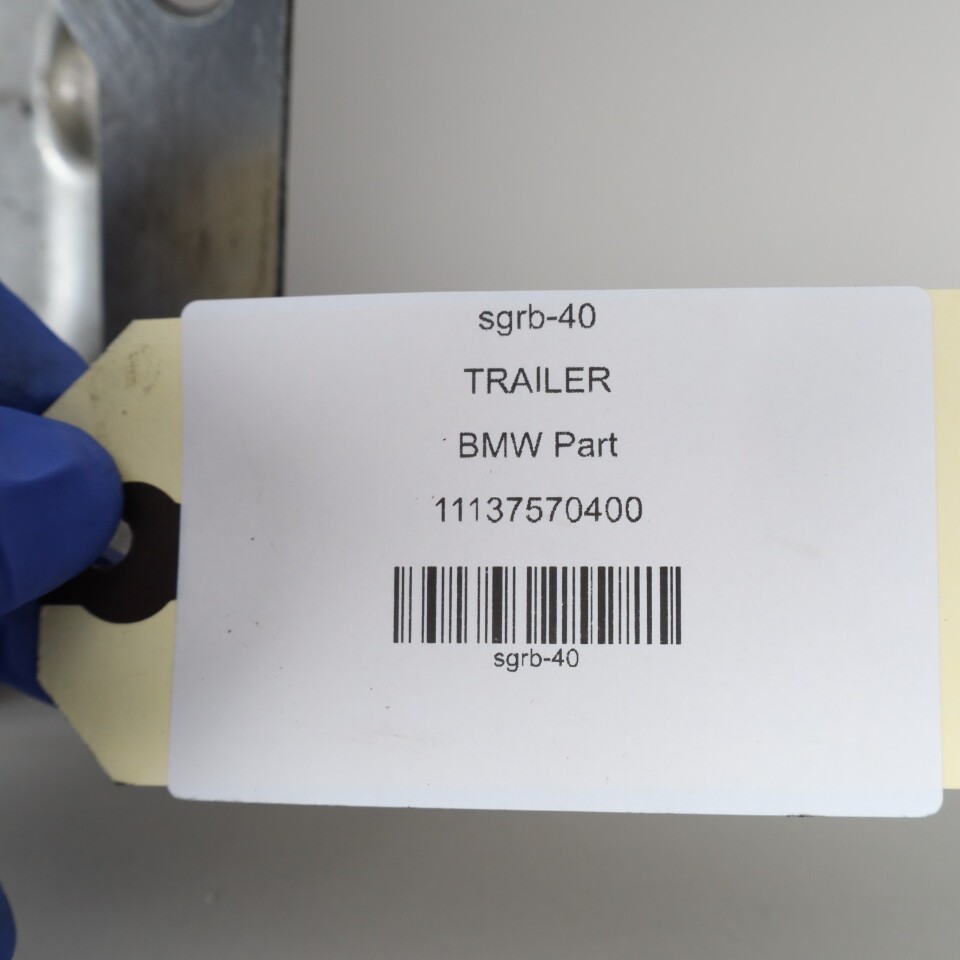 sgrb-40
TRAILER
BMW Part
11137570400
sgrb-40